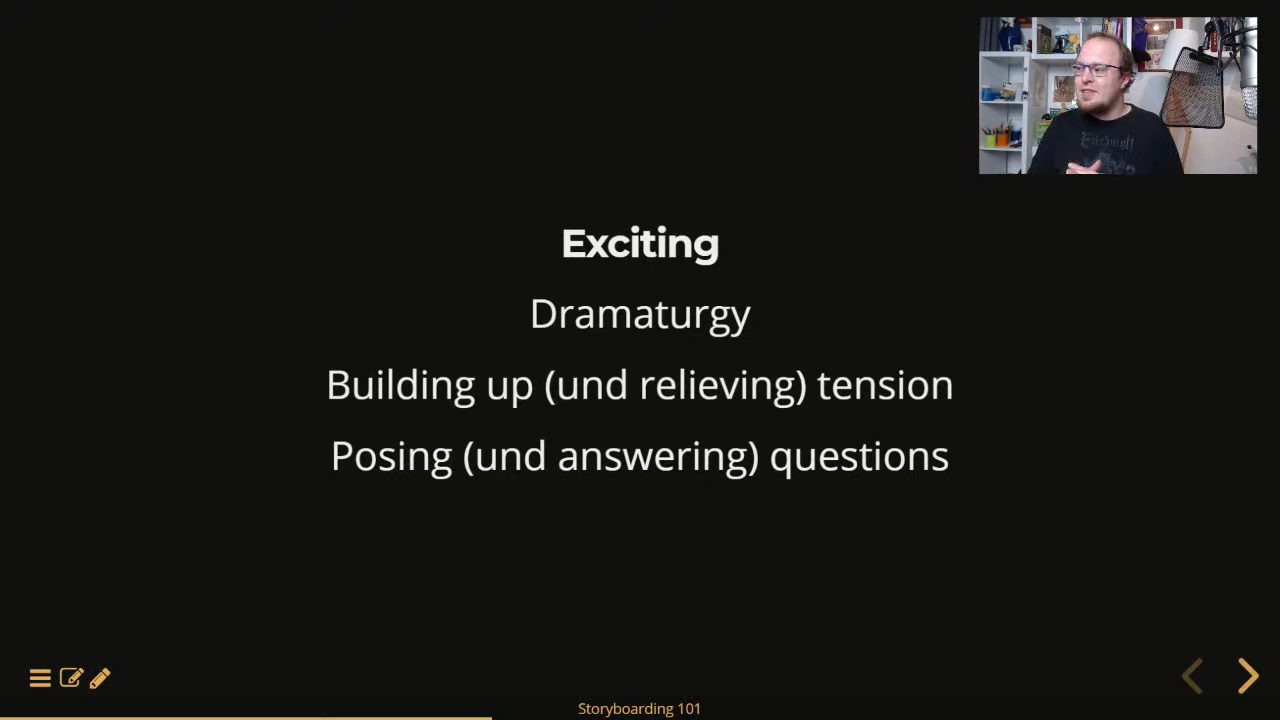 Exciting
Dramaturgy
Building up (und relieving) tension
Posing (und answering) questions
Storyboarding 101